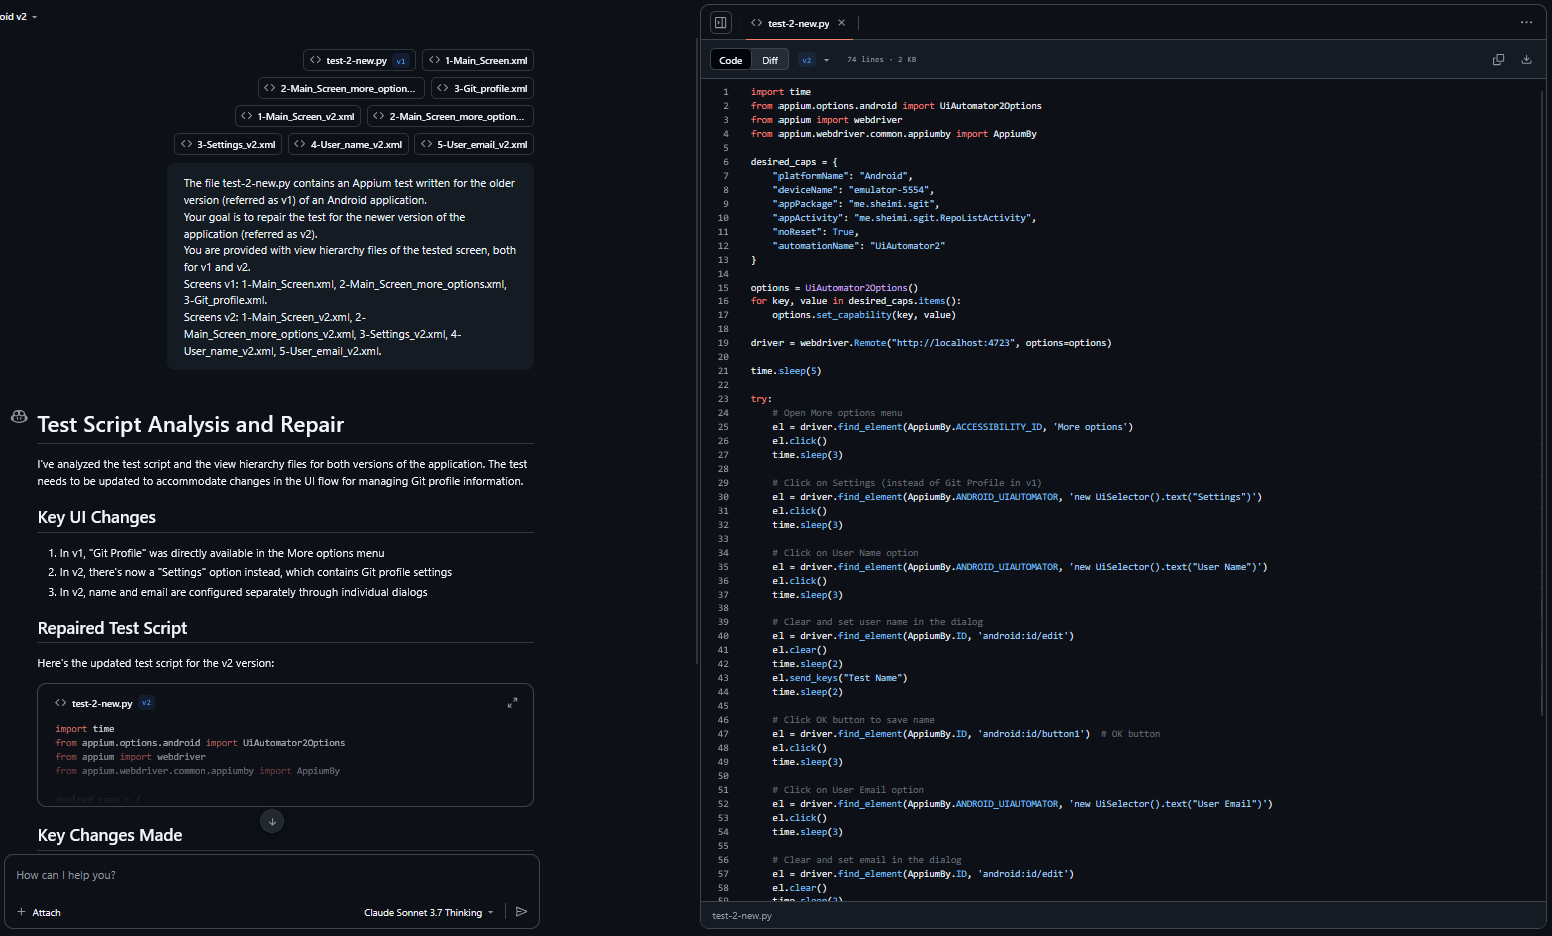 oid v2
test-2-new.py v1
1-Main_Screen.xml
2-Main_Screen_more_option...
3-Git_profile.xml
1-Main_Screen_v2.xml
2-Main_Screen_more_option...
3-Settings_v2.xml
4-User_name_v2.xml
5-User_email_v2.xml
The file test-2-new.py contains an Appium test written for the older
version (referred as v1) of an Android application.
Your goal is to repair the test for the newer version of the
application (referred as v2).
You are provided with view hierarchy files of the tested screen, both
for v1 and v2.
Screens v1: 1-Main_Screen.xml, 2-Main_Screen_more_options.xml,
3-Git_profile.xml.
Screens v2: 1-Main_Screen_v2.xml, 2-
Main_Screen_more_options_v2.xml, 3-Settings_v2.xml, 4-
User_name_v2.xml, 5-User_email_v2.xml.
Test Script Analysis and Repair
I've analyzed the test script and the view hierarchy files for both versions of the application. The test
needs to be updated to accommodate changes in the UI flow for managing Git profile information.
Key UI Changes
1. In v1, "Git Profile" was directly available in the More options menu
2. In v2, there's now a "Settings" option instead, which contains Git profile settings
3. In v2, name and email are configured separately through individual dialogs
Repaired Test Script
Here's the updated test script for the v2 version:
test-2-new.py v2
import time
from appium.options.android import UiAutomator2Options
from appium import webdriver
from appium.webdriver.common.appiumby import AppiumBy
desired_caps = {
Key Changes Made
How can I help you?
Attach
Claude Sonnet 3.7 Thinking
test-2-new.py
Code Diff v2 74 lines · 2 KB
1 import time
2 from appium.options.android import UiAutomator2Options
3 from appium import webdriver
4 from appium.webdriver.common.appiumby import AppiumBy
5
6 desired_caps = {
7 "platformName": "Android",
8 "deviceName": "emulator-5554",
9 "appPackage": "me.sheimi.sgit",
10 "appActivity": "me.sheimi.sgit.RepoListActivity",
11 "noReset": True,
12 "automationName": "UiAutomator2"
13 }
14
15 options = UiAutomator2Options()
16 for key, value in desired_caps.items():
17 options.set_capability(key, value)
18
19 driver = webdriver.Remote("http://localhost:4723", options=options)
20
21 time.sleep(5)
22
23 try:
24 # Open More options menu
25 el = driver.find_element(AppiumBy.ACCESSIBILITY_ID, 'More options')
26 el.click()
27 time.sleep(3)
28
29 # Click on Settings (instead of Git Profile in v1)
30 el = driver.find_element(AppiumBy.ANDROID_UIAUTOMATOR, 'new UiSelector().text("Settings")')
31 el.click()
32 time.sleep(3)
33
34 # Click on User Name option
35 el = driver.find_element(AppiumBy.ANDROID_UIAUTOMATOR, 'new UiSelector().text("User Name")')
36 el.click()
37 time.sleep(3)
38
39 # Clear and set user name in the dialog
40 el = driver.find_element(AppiumBy.ID, 'android:id/edit')
41 el.clear()
42 time.sleep(2)
43 el.send_keys("Test Name")
44 time.sleep(2)
45
46 # Click OK button to save name
47 el = driver.find_element(AppiumBy.ID, 'android:id/button1') # OK button
48 el.click()
49 time.sleep(3)
50
51 # Click on User Email option
52 el = driver.find_element(AppiumBy.ANDROID_UIAUTOMATOR, 'new UiSelector().text("User Email")')
53 el.click()
54 time.sleep(3)
55
56 # Clear and set email in the dialog
57 el = driver.find_element(AppiumBy.ID, 'android:id/edit')
58 el.clear()
59 time.sleep(2)
test-2-new.py